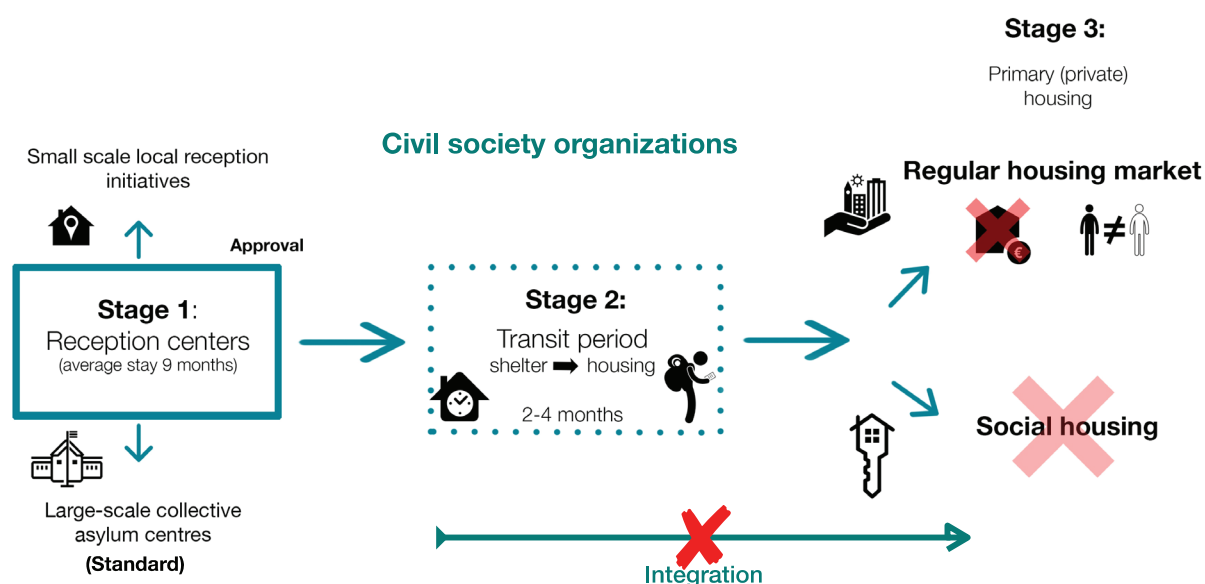 Stage 3:
Primary (private)
housing
Civil society organizations
Small scale local reception
initiatives
Regular housing market
Approval
€
≠
Stage 1:
Reception centers
(average stay 9 months)
Stage 2:
Transit period
shelter ➡ housing
2-4 months
Social housing
Large-scale collective
asylum centres
(Standard)
Integration